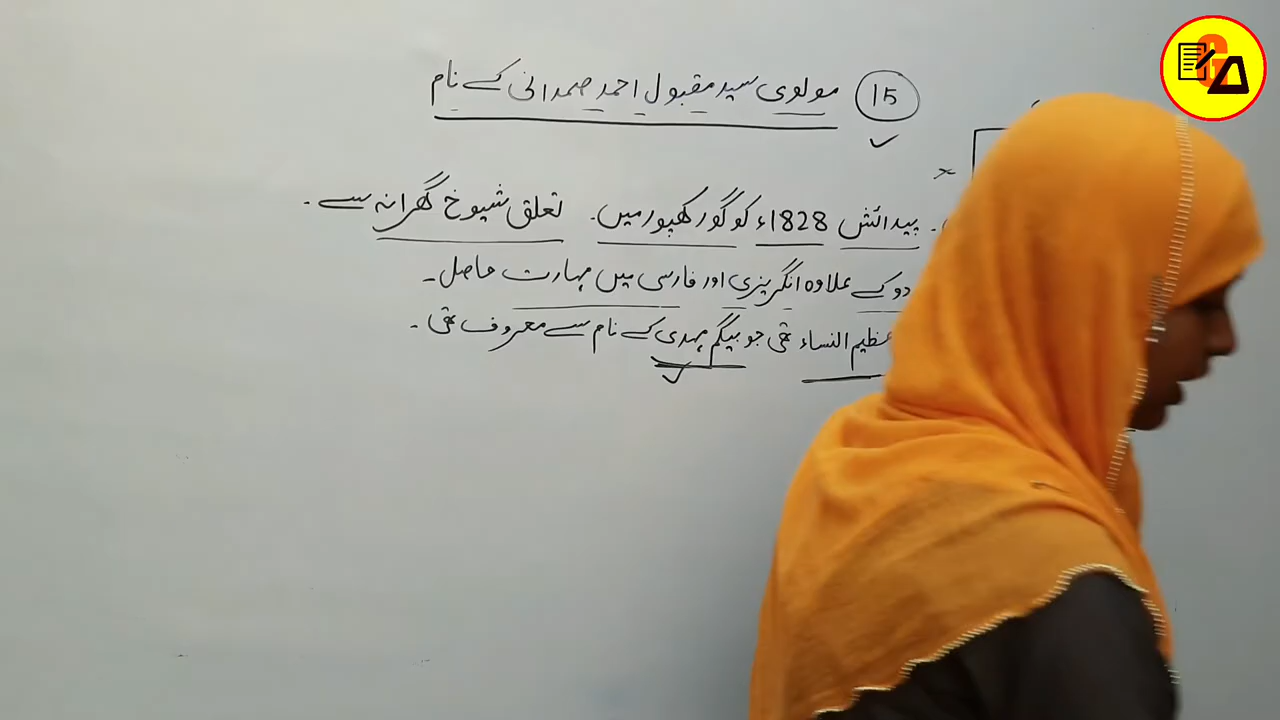 15 مولوی سید مقبول احمد صمدانی کے نام
پیدائش 1828ء کو گورکھپور میں۔ تعلق شیوخ گھرانہ سے۔
دو کے علاوہ انگریزی اور فارسی میں مہارت حاصل۔
عظیم النساء تھی جو بیگم مہدی کے نام سے معروف تھی۔